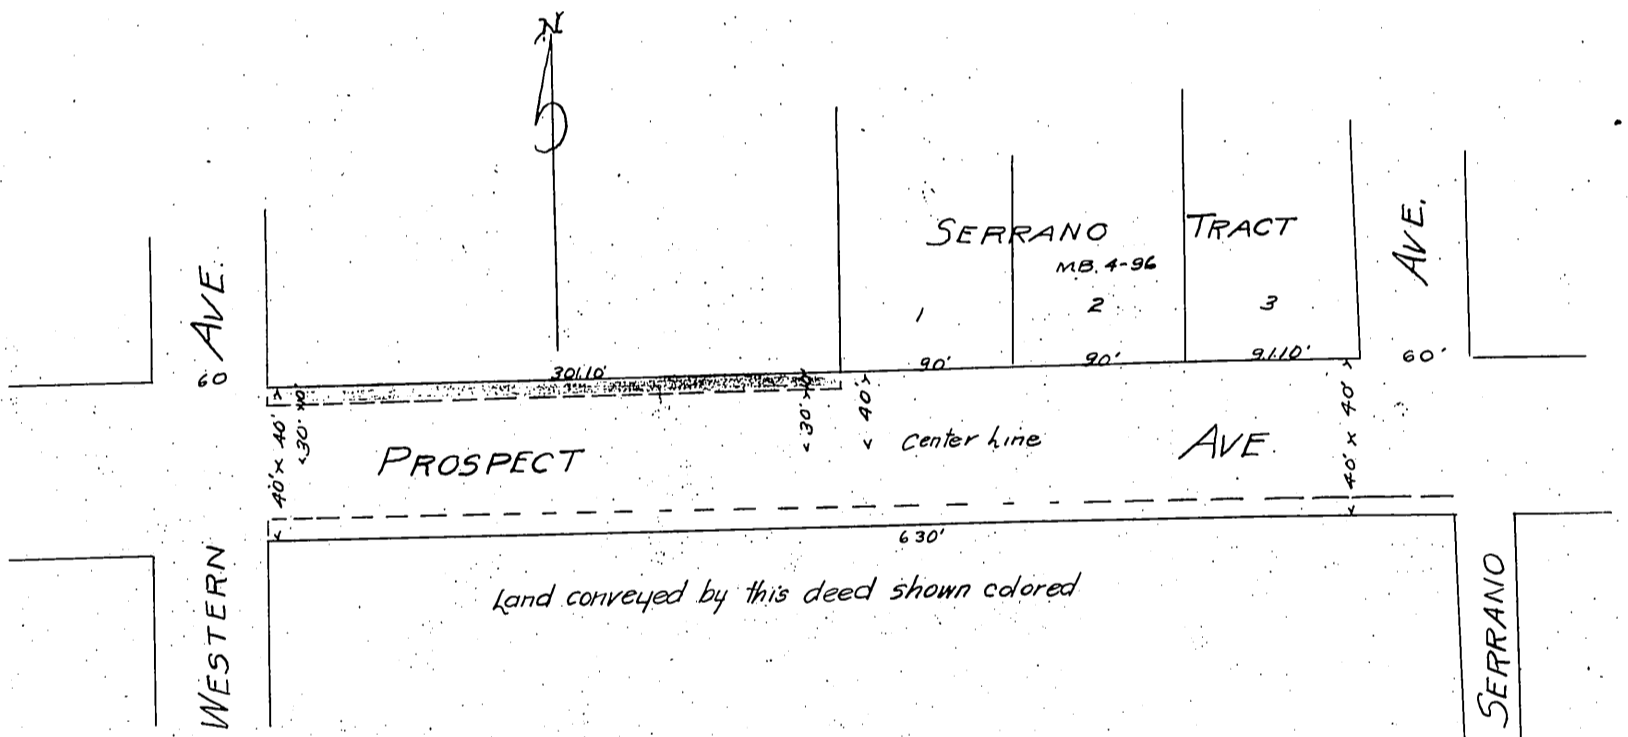 N
SERRANO TRACT
M.B. 4-96
1
2
3
AVE.
60
AVE.
60'
301.10'
90'
90'
91.10'
40' x 40'
30' x 10'
30' x 10'
40'
40' x 40'
PROSPECT AVE.
Center Line
630'
Land conveyed by this deed shown colored
WESTERN
SERRANO